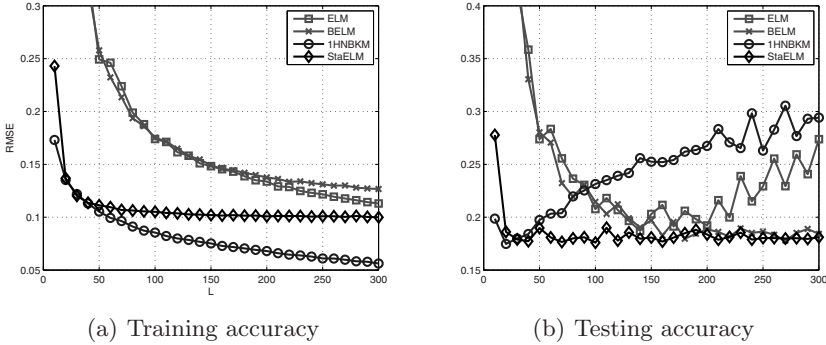 0.3
0.25
0.2
0.15
0.1
0.05
RMSE
0 50 100 150 200 250 300
L
ELM
BELM
1HNBKM
StaELM
(a) Training accuracy
0.4
0.35
0.3
0.25
0.2
0.15
0 50 100 150 200 250 300
ELM
BELM
1HNBKM
StaELM
(b) Testing accuracy